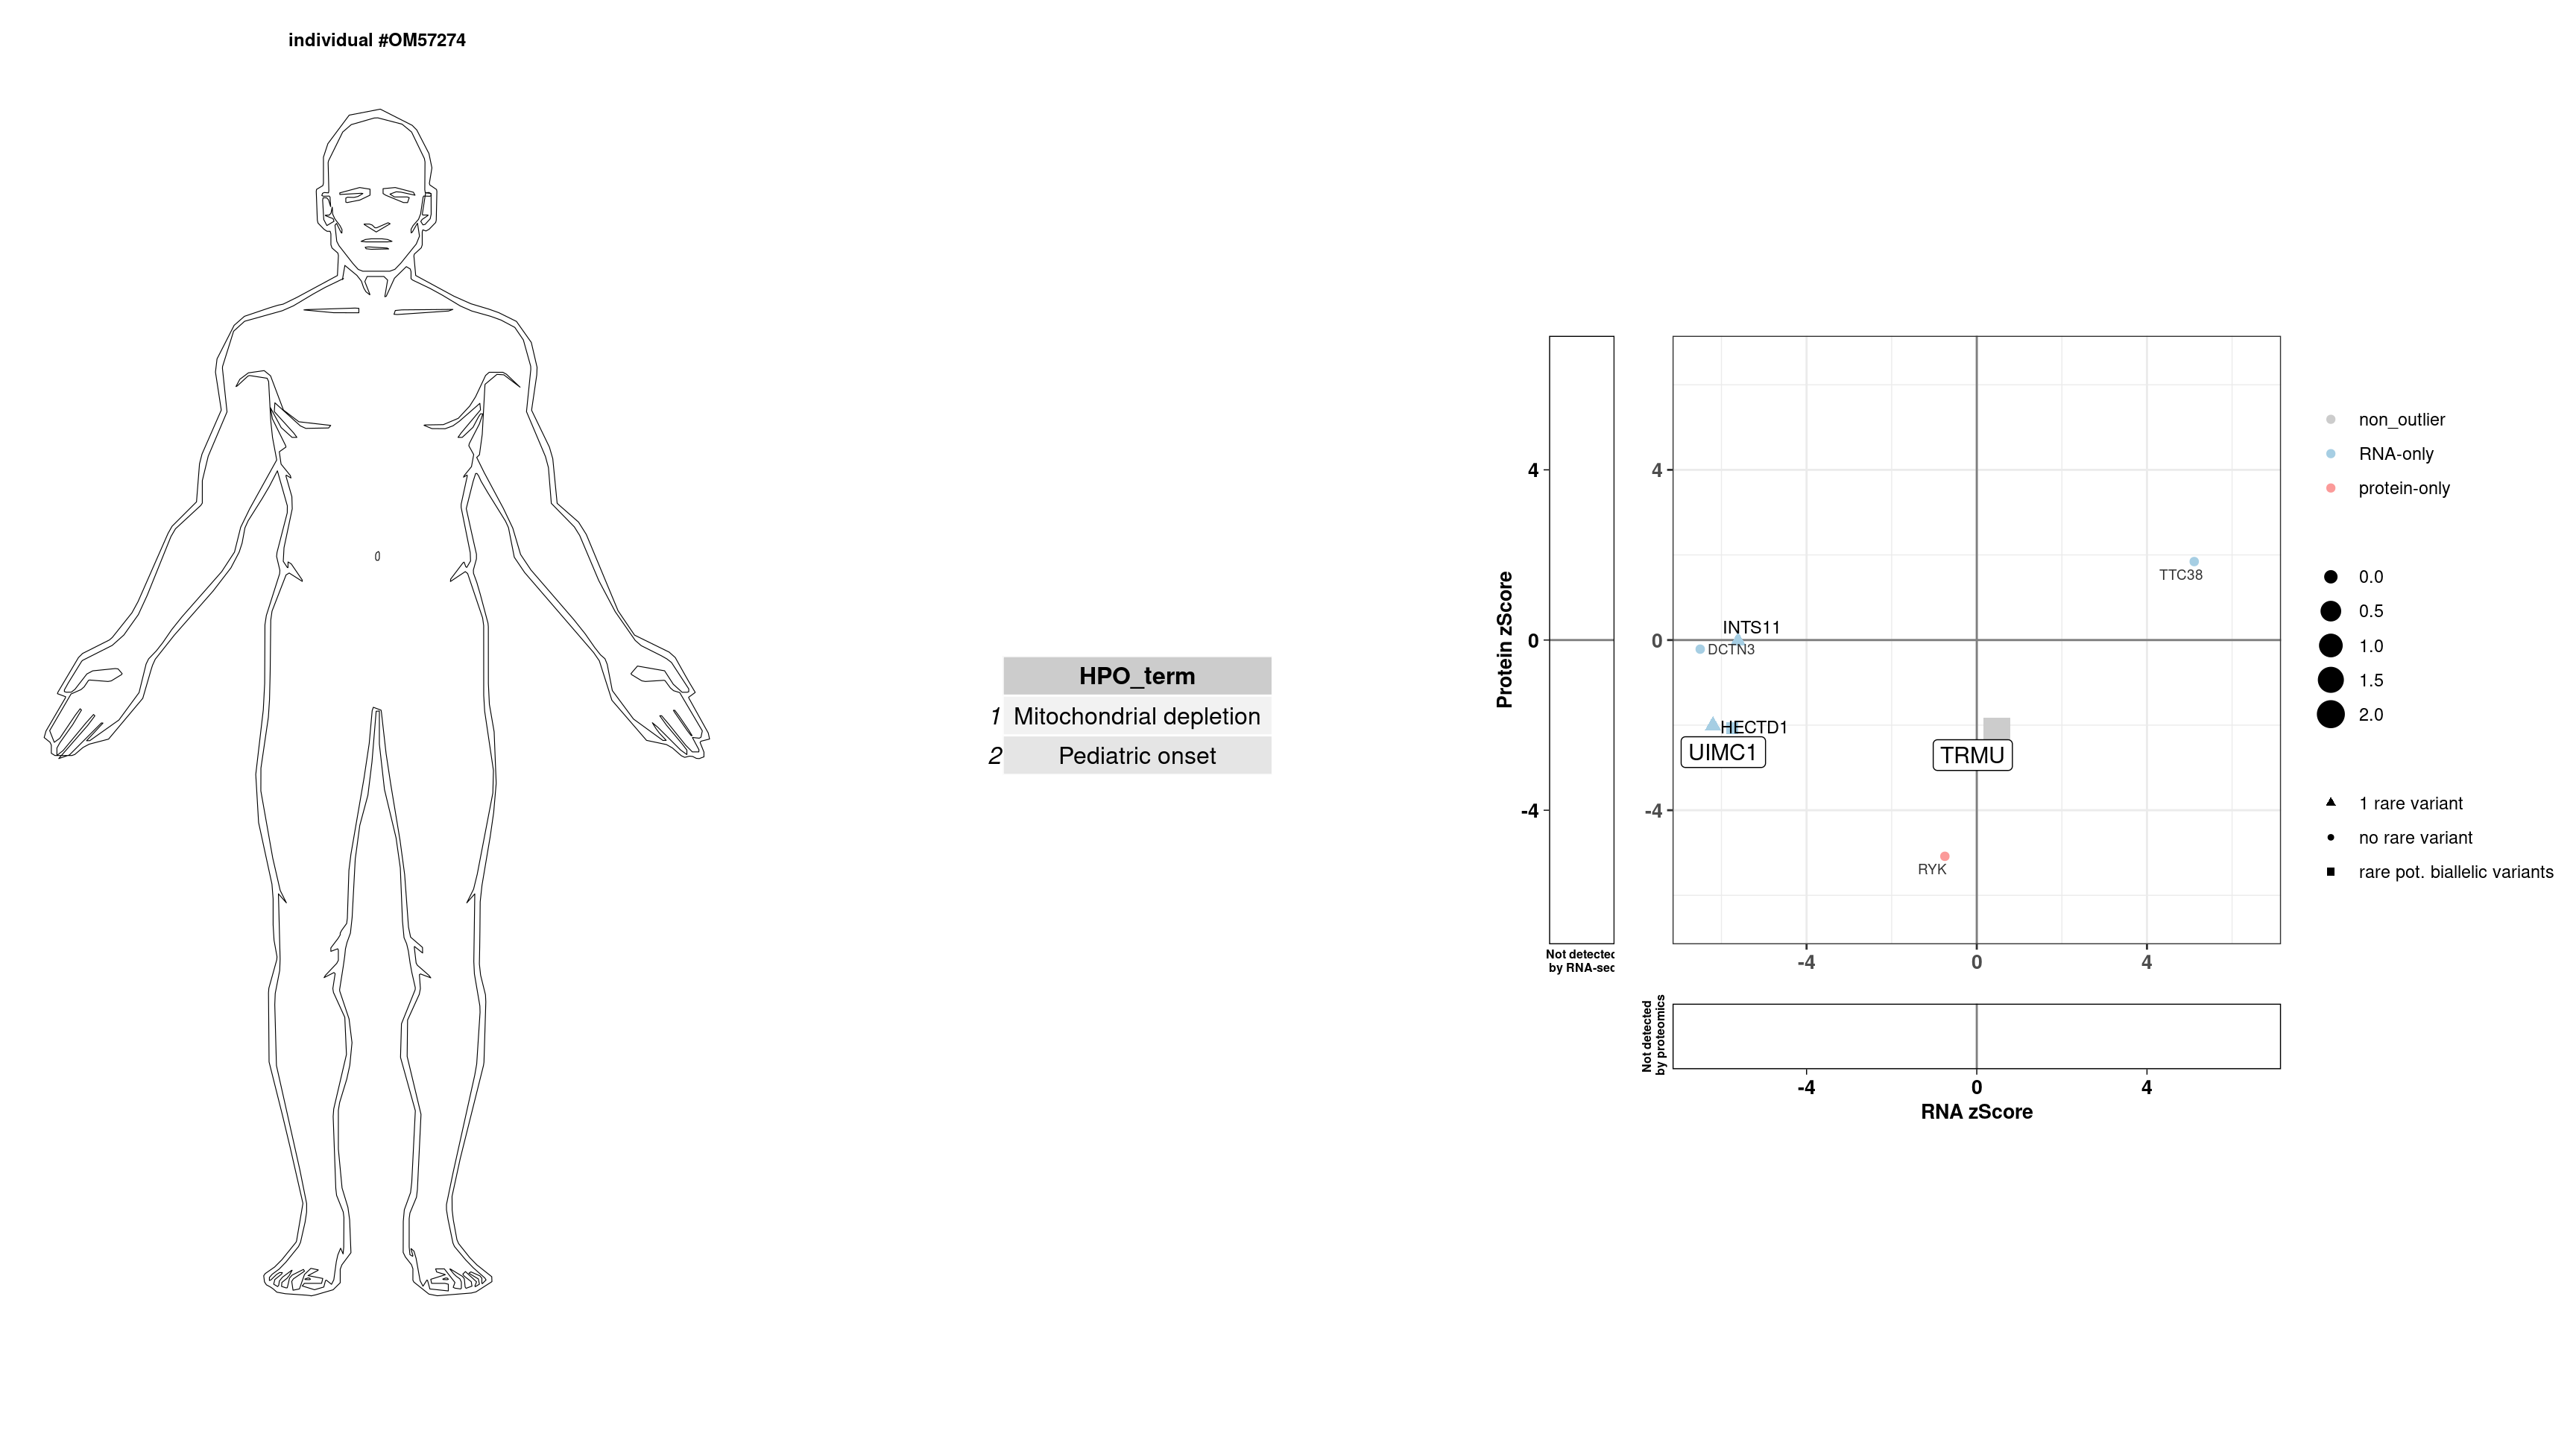 individual #OM57274
HPO_term
1 Mitochondrial depletion
2 Pediatric onset
Protein zScore
4
0
-4
Not detected
by RNA-sec
4
0
-4
TTC38
INTS11
DCTN3
HECTD1
UIMC1
TRMU
RYK
-4 0 4
Not detected
by proteomics
-4 0 4
RNA zScore
non_outlier
RNA-only
protein-only
0.0
0.5
1.0
1.5
2.0
1 rare variant
no rare variant
rare pot. biallelic variants